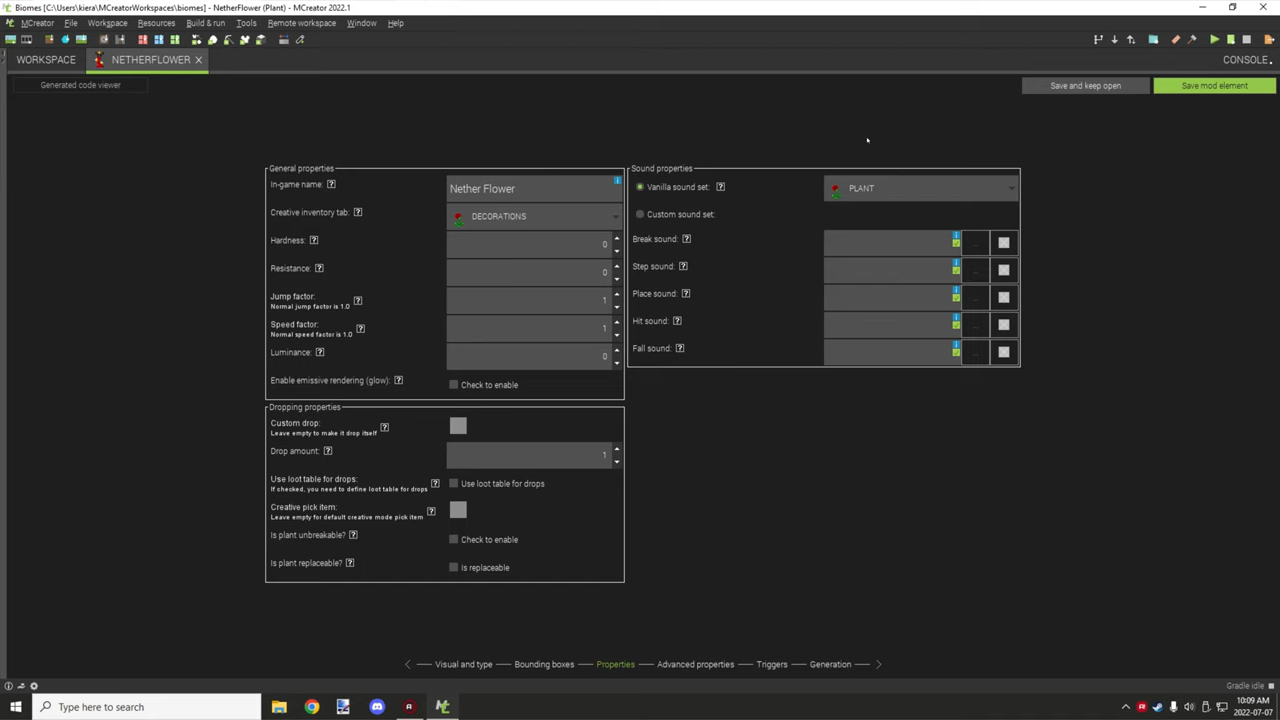 Biomes [C:\Users\kiera\MCreatorWorkspaces\biomes] - NetherFlower (Plant) - MCreator 2022.1
MCreator File Workspace Resources Build & run Tools Remote workspace Window Help
WORKSPACE NETHERFLOWER CONSOLE
Generated code viewer Save and keep open Save mod element
General properties
In-game name: ? Nether Flower
Creative inventory tab: ? DECORATIONS
Hardness: ? 0
Resistance: ? 0
Jump factor: ? 1
Normal jump factor is 1.0
Speed factor: ? 1
Normal speed factor is 1.0
Luminance: ? 0
Enable emissive rendering (glow): ? Check to enable
Dropping properties
Custom drop: ?
Leave empty to make it drop itself
Drop amount: ? 1
Use loot table for drops: ? Use loot table for drops
If checked, you need to define loot table for drops
Creative pick item: ?
Leave empty for default creative mode pick item
Is plant unbreakable? ? Check to enable
Is plant replaceable? ? Is replaceable
Sound properties
Vanilla sound set: ? PLANT
Custom sound set:
Break sound: ? ...
Step sound: ? ...
Place sound: ? ...
Hit sound: ? ...
Fall sound: ? ...
Visual and type Bounding boxes Properties Advanced properties Triggers Generation
Gradle idle
Type here to search
10:09 AM
2022-07-07